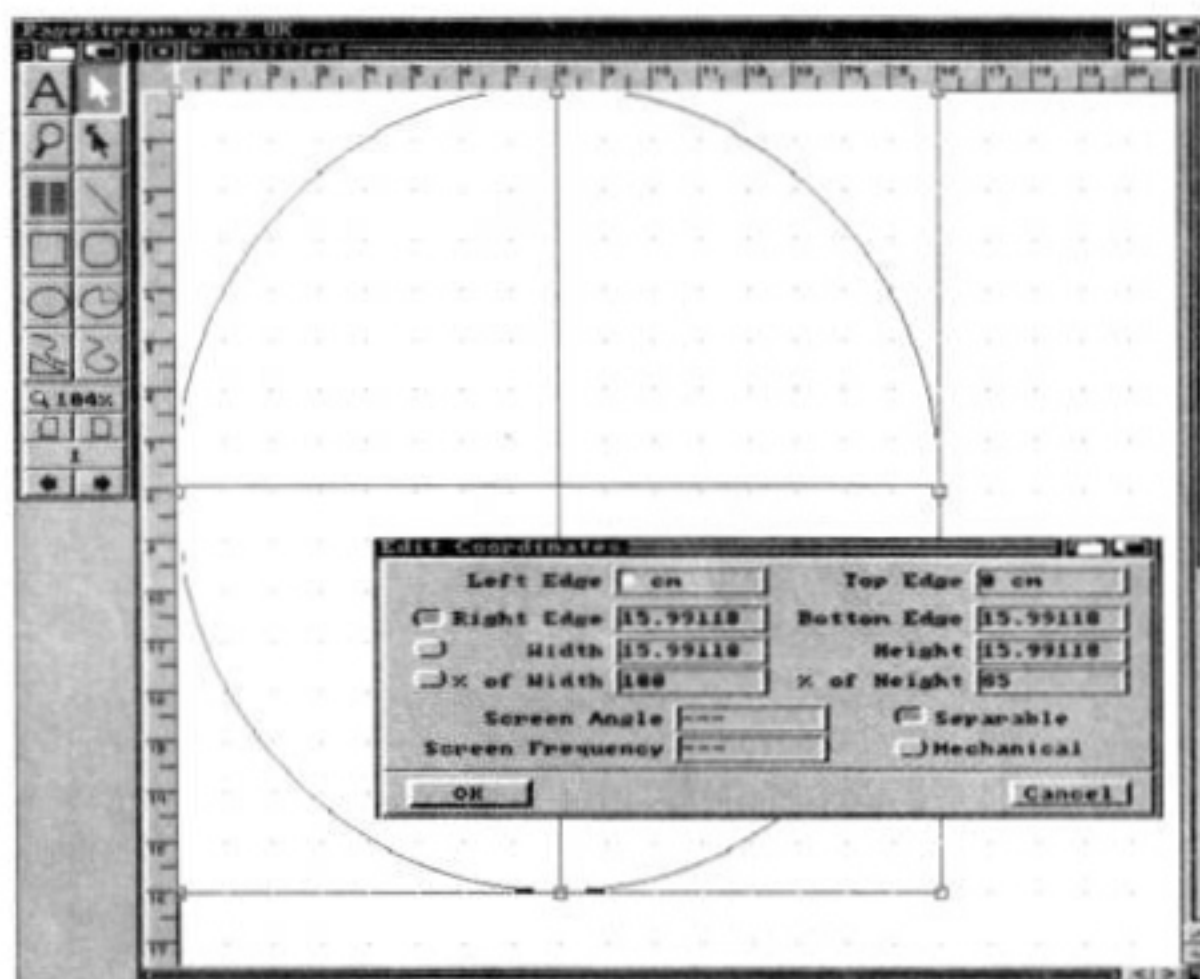 PageStream v2.2 UK
untitled
A
104%
1
Edit Coordinates
Left Edge cm Top Edge 0 cm
Right Edge 15.99118 Bottom Edge 15.99118
Width 15.99118 Height 15.99118
% of Width 100 % of Height
Screen Angle --- Separable
Screen Frequency --- Mechanical
OK Cancel